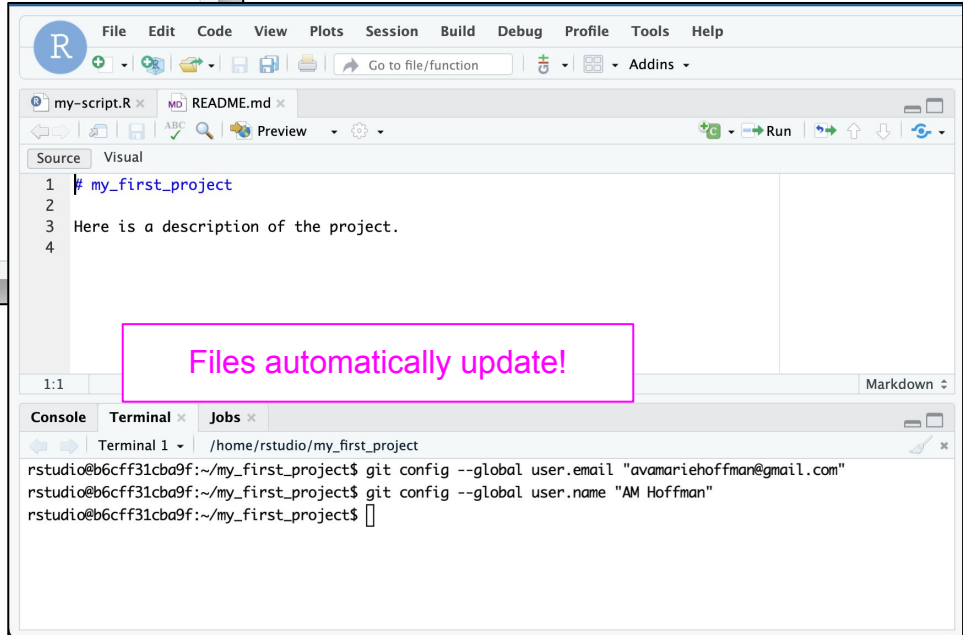 R
File Edit Code View Plots Session Build Debug Profile Tools Help
R Go to file/function Addins
R my-script.R × MD README.md ×
ABC Preview C Run
Source Visual
1 # my_first_project
2
3 Here is a description of the project.
4
Files automatically update!
1:1 Markdown
Console Terminal × Jobs ×
Terminal 1 /home/rstudio/my_first_project
rstudio@b6cff31cba9f:~/my_first_project$ git config --global user.email "avamariehoffman@gmail.com"
rstudio@b6cff31cba9f:~/my_first_project$ git config --global user.name "AM Hoffman"
rstudio@b6cff31cba9f:~/my_first_project$